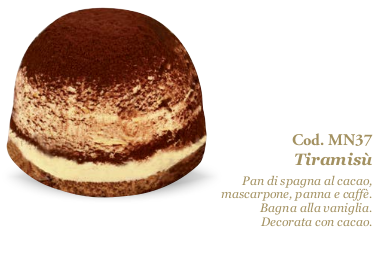 Cod. MN37
Tiramisù
Pan di spagna al cacao,
mascarpone, panna e caffè.
Bagna alla vaniglia.
Decorata con cacao.